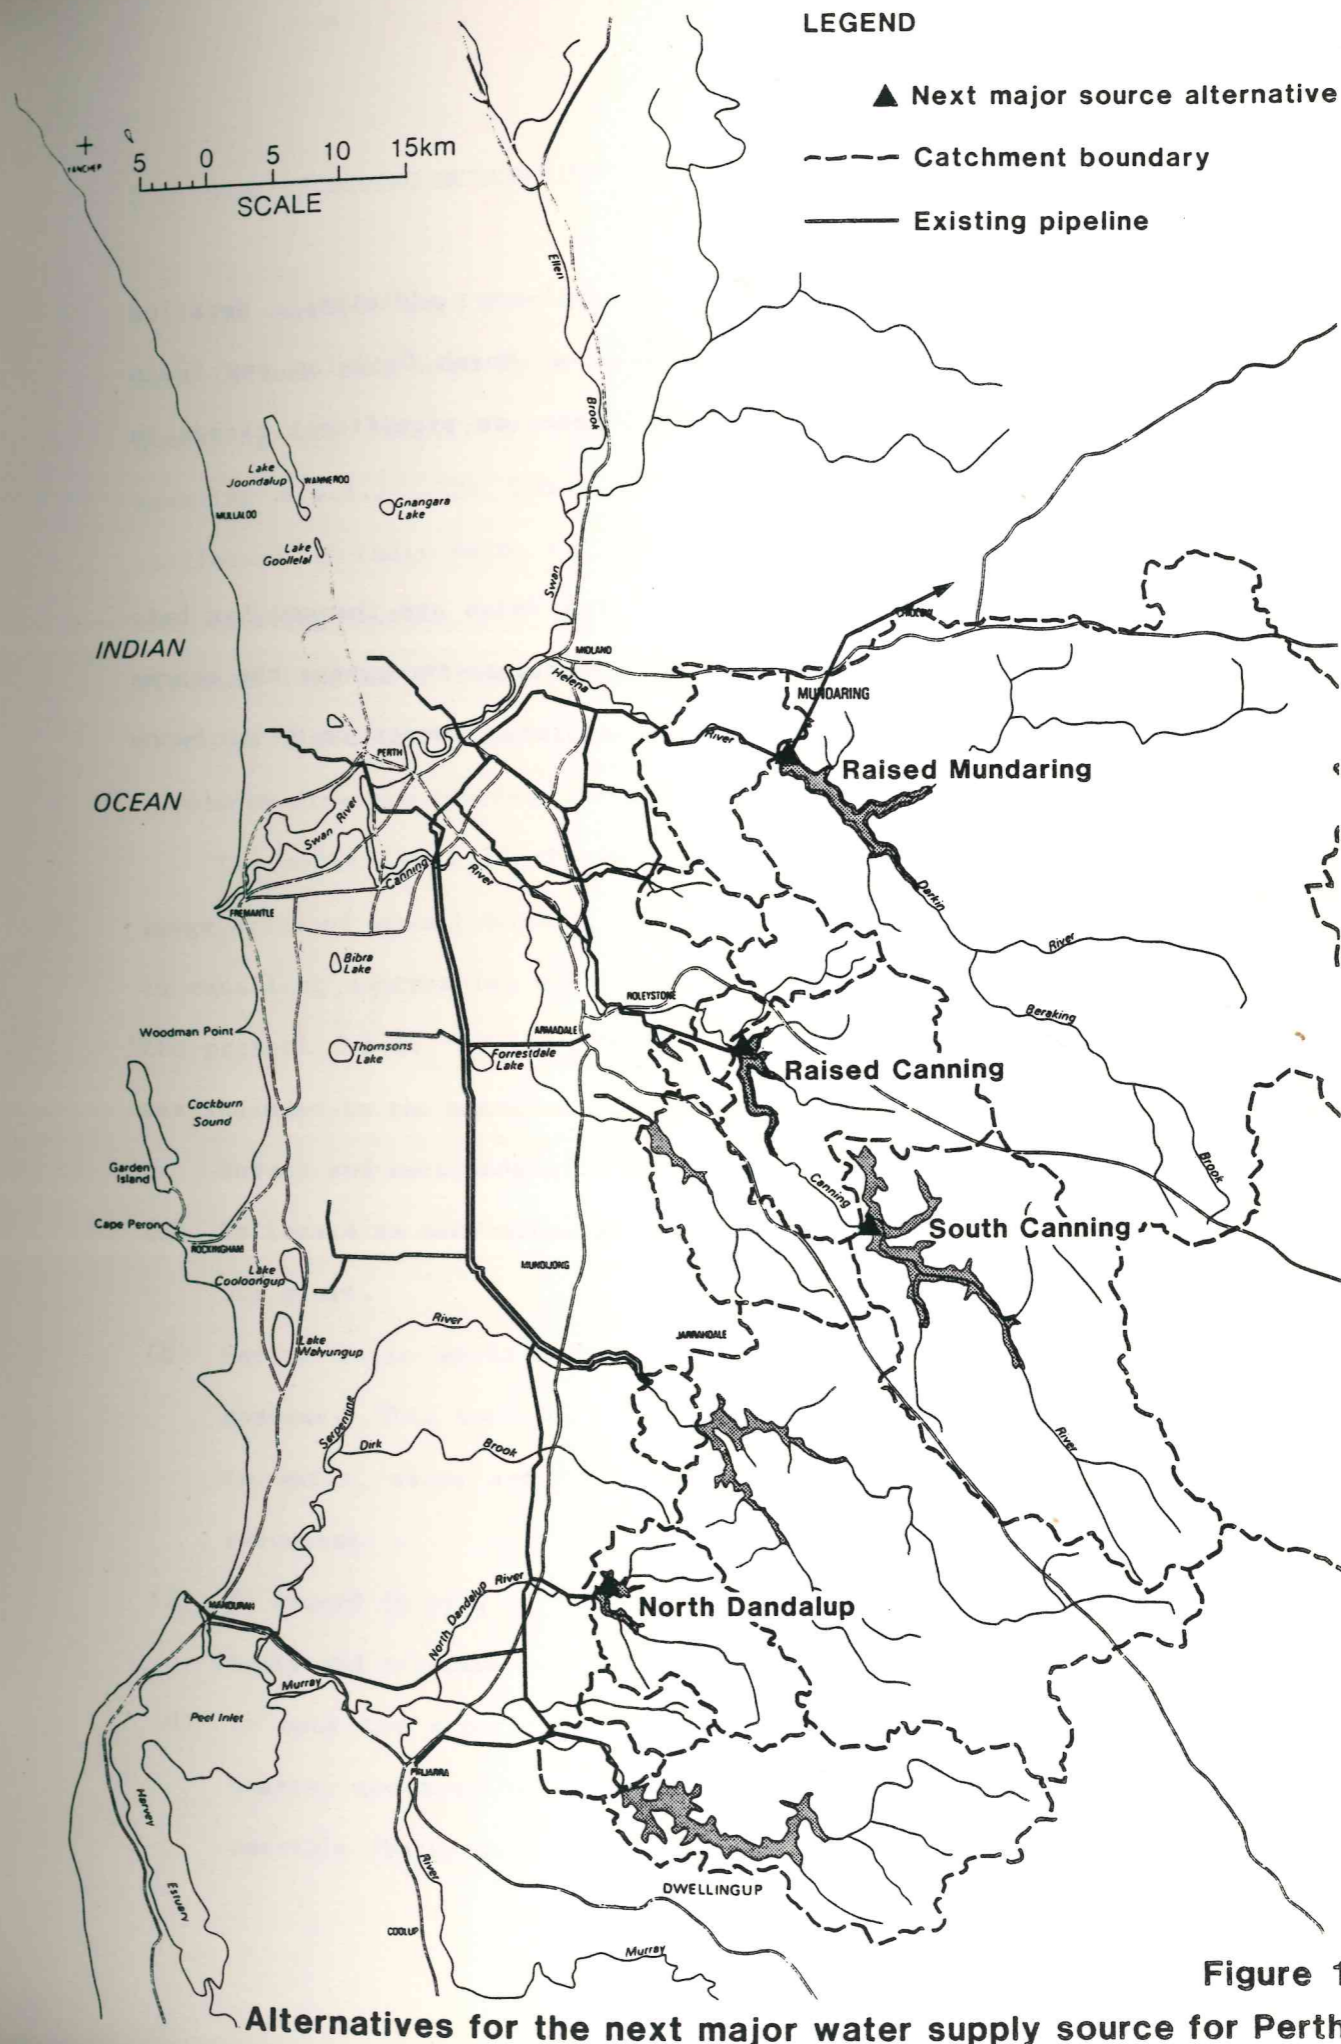 LEGEND
Next major source alternative
Catchment boundary
Existing pipeline
5 0 5 10 15km
SCALE
YANCHEP
Ellen
Brook
Lake
Joondalup
WANNEROO
Gnangara
Lake
MULLALOO
Lake
Goollelal
Swan
INDIAN
OCEAN
MIDLAND
Helena
River
MUNDARING
PERTH
Raised Mundaring
Swan River
Canning
River
FREMANTLE
Darkin
River
Bibra
Lake
ROLEYSTONE
Beraking
Brook
Woodman Point
ARMADALE
Thomsons
Lake
Forrestdale
Lake
Raised Canning
Cockburn
Sound
Garden
Island
Canning
River
South Canning
Cape Peron
ROCKINGHAM
Lake
Cooloongup
MUNDIJONG
River
Lake
Walyungup
JARRAHDALE
Serpentine
Dirk
Brook
North Dandalup
River
North Dandalup
MANDURAH
Murray
Peel Inlet
PINJARRA
Harvey
Estuary
River
DWELLINGUP
COOLUP
Murray
Figure 1
Alternatives for the next major water supply source for Perth